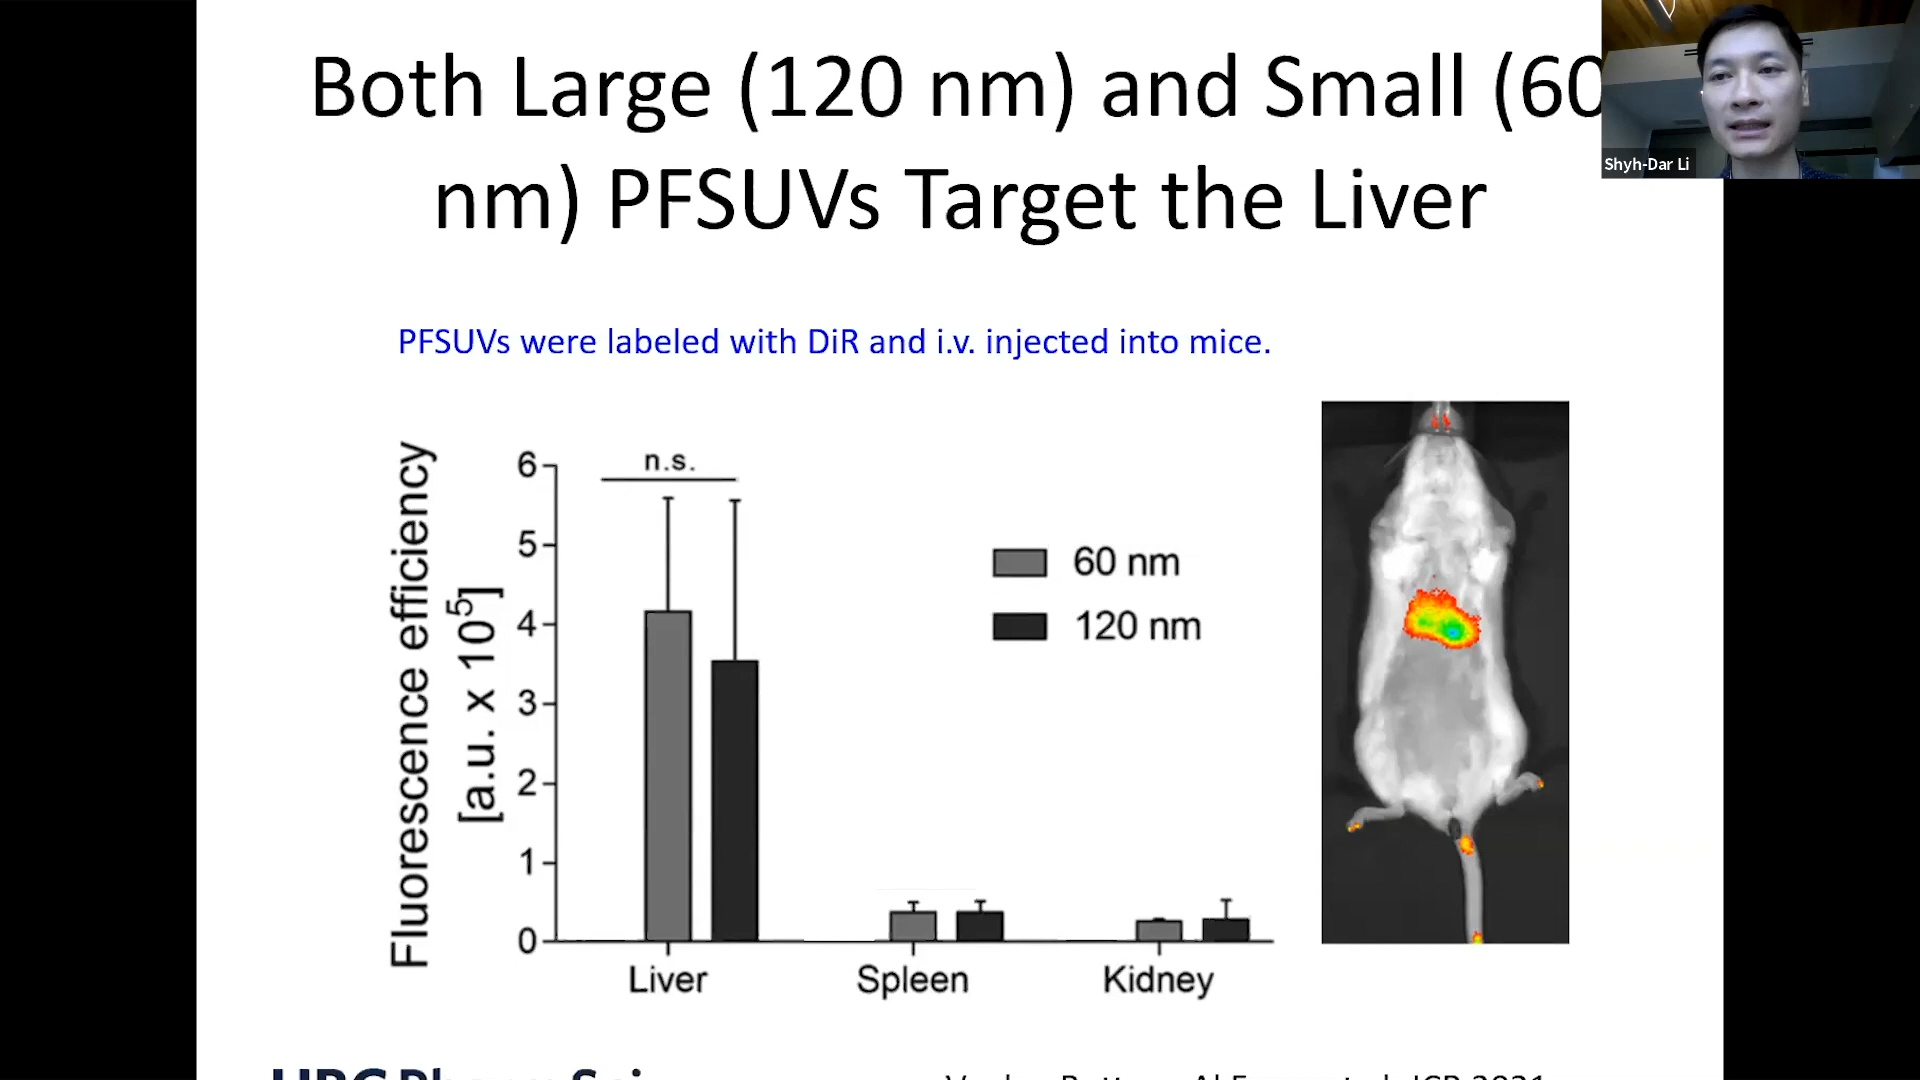 Both Large (120 nm) and Small (60
nm) PFSUVs Target the Liver
Shyh-Dar Li
PFSUVs were labeled with DiR and i.v. injected into mice.
Fluorescence efficiency
[a.u. x 10⁵]
6
5
4
3
2
1
0
n.s.
60 nm
120 nm
Liver Spleen Kidney